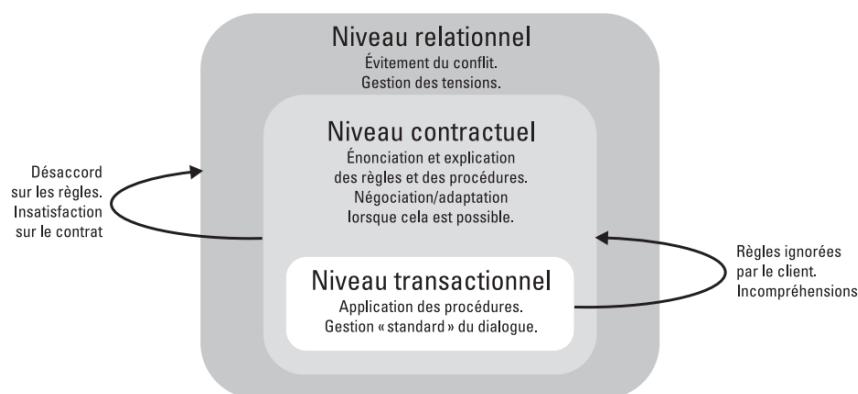 Niveau relationnel
Évitement du conflit.
Gestion des tensions.
Niveau contractuel
Énonciation et explication
des règles et des procédures.
Négociation/adaptation
lorsque cela est possible.
Désaccord
sur les règles.
Insatisfaction
sur le contrat
Niveau transactionnel
Application des procédures.
Gestion « standard » du dialogue.
Règles ignorées
par le client.
Incompréhensions